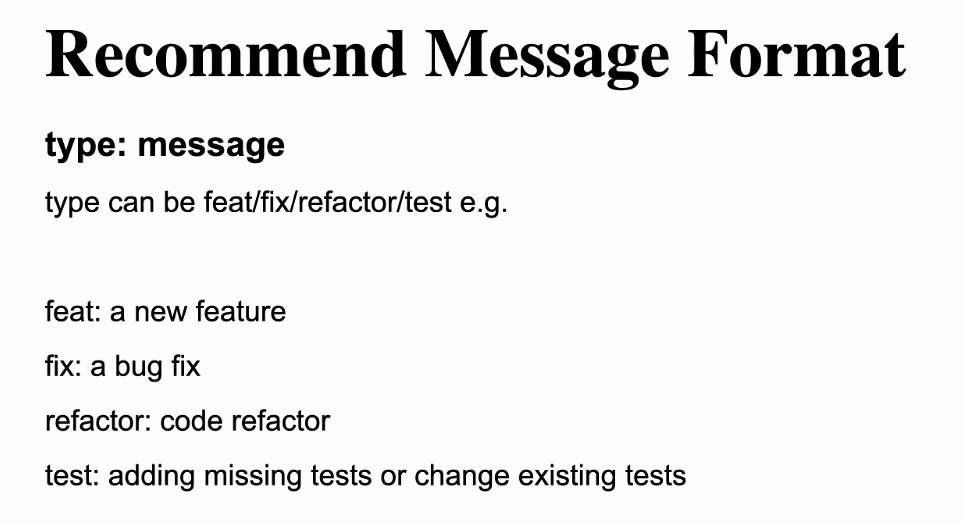 Recommend Message Format
type: message
type can be feat/fix/refactor/test e.g.
feat: a new feature
fix: a bug fix
refactor: code refactor
test: adding missing tests or change existing tests